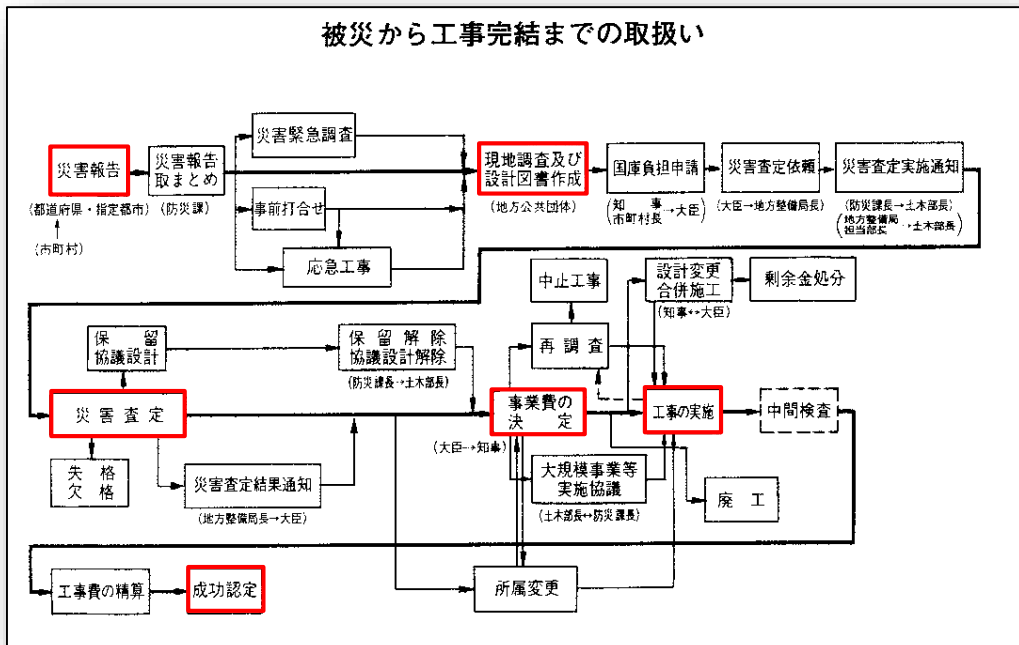 被災から工事完結までの取扱い
災害緊急調査
災害報告
災害報告
取まとめ
現地調査及び
設計図書作成
国庫負担申請
災害査定依頼
災害査定実施通知
(都道府県・指定都市)
(防災課)
事前打合せ
(地方公共団体)
(知事
市町村長→大臣)
(大臣→地方整備局長)
(防災課長→土木部長)
(地方整備局
担当部長→土木部長)
(市町村)
応急工事
中止工事
設計変更
合併施工
剰余金処分
(知事↔大臣)
保留
協議設計
保留解除
協議設計解除
再調査
(防災課長→土木部長)
災害査定
事業費の
決定
工事の実施
中間検査
(大臣→知事)
失格
欠格
災害査定結果通知
大規模事業等
実施協議
廃工
(地方整備局長→大臣)
(土木部長↔防災課長)
工事費の精算
成功認定
所属変更